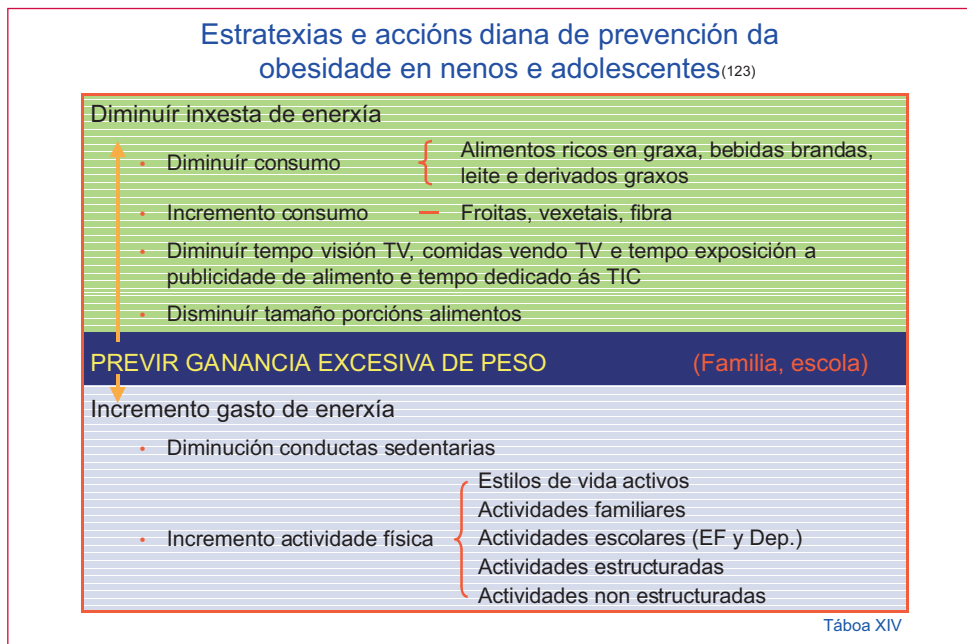 Estratexias e accións diana de prevención da
obesidade en nenos e adolescentes(123)
Diminuír inxesta de enerxía
• Diminuír consumo
Alimentos ricos en graxa, bebidas brandas,
leite e derivados graxos
• Incremento consumo — Froitas, vexetais, fibra
• Diminuír tempo visión TV, comidas vendo TV e tempo exposición a
publicidade de alimento e tempo dedicado ás TIC
• Disminuír tamaño porcións alimentos
PREVIR GANANCIA EXCESIVA DE PESO (Familia, escola)
Incremento gasto de enerxía
• Diminución conductas sedentarias
• Incremento actividade física
Estilos de vida activos
Actividades familiares
Actividades escolares (EF y Dep.)
Actividades estructuradas
Actividades non estructuradas
Táboa XIV